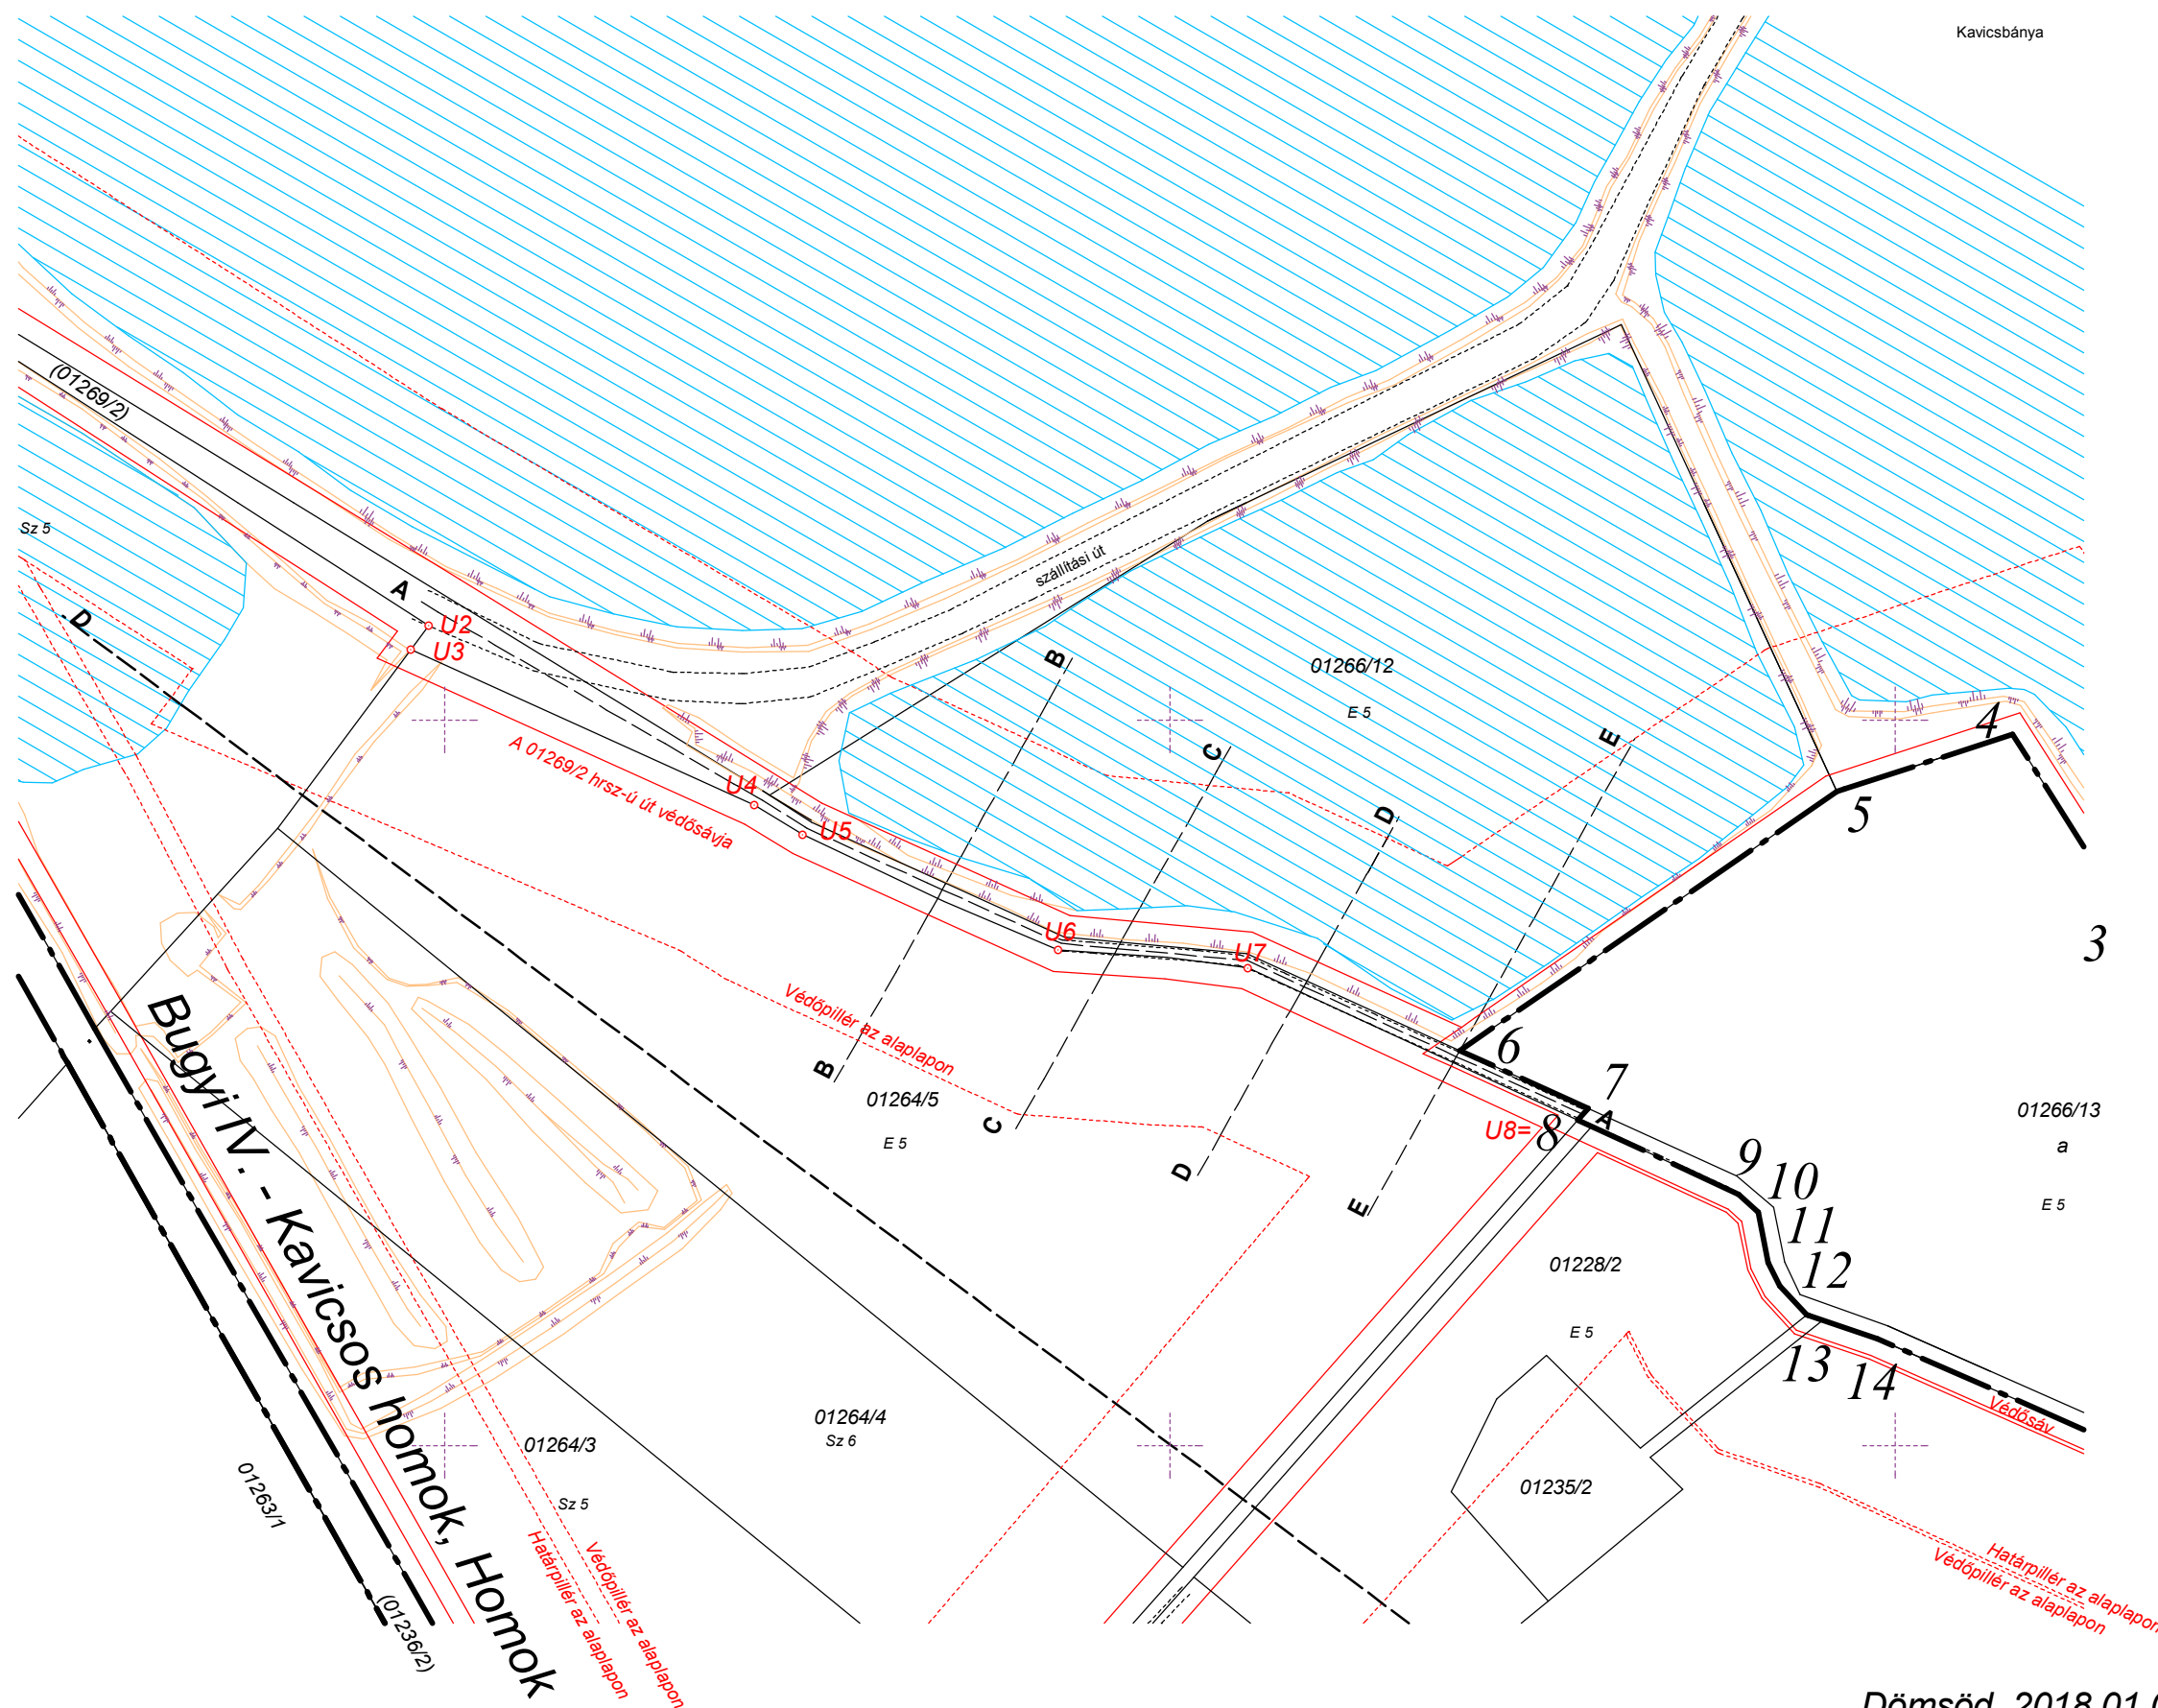 Kavicsbánya
(01269/2)
Sz 5
A
D
U2
U3
szállítási út
B
01266/12
E 5
C
E
4
A 01269/2 hrsz-ú út védősávja
U4
U5
D
5
3
U6
U7
Védőpillér az alaplapon
6
7
B
01264/5
E 5
C
D
E
U8=
8
A
01266/13
a
E 5
9
10
11
12
01228/2
E 5
13
14
Védősáv
Bugyi IV. - Kavicsos homok, Homok
01264/4
Sz 6
01264/3
Sz 5
01263/1
(01236/2)
01235/2
Határpillér az alaplapon
Védőpillér az alaplapon
Határpillér az alaplapon
Védőpillér az alaplapon
Dömsöd, 2018.01.0